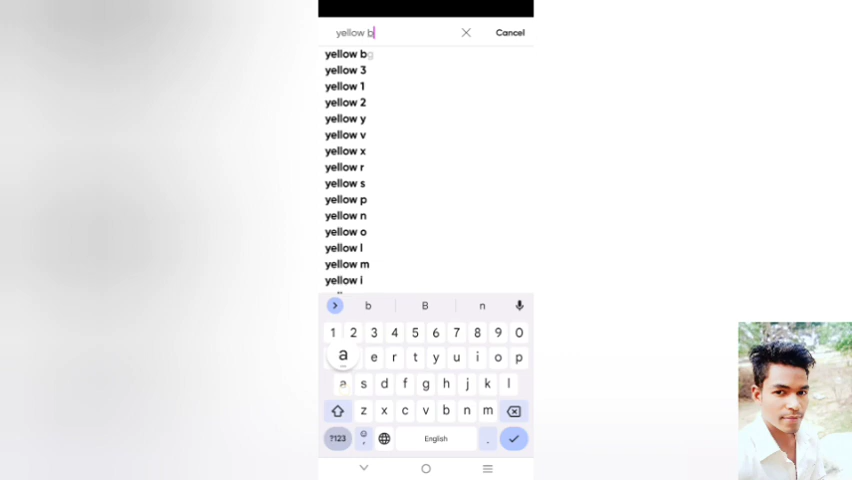 yellow b
Cancel
yellow bg
yellow 3
yellow 1
yellow 2
yellow y
yellow v
yellow x
yellow r
yellow s
yellow p
yellow n
yellow o
yellow l
yellow m
yellow i
b B n
1 2 3 4 5 6 7 8 9 0
a e r t y u i o p
a s d f g h j k l
z x c v b n m
?123 , English .